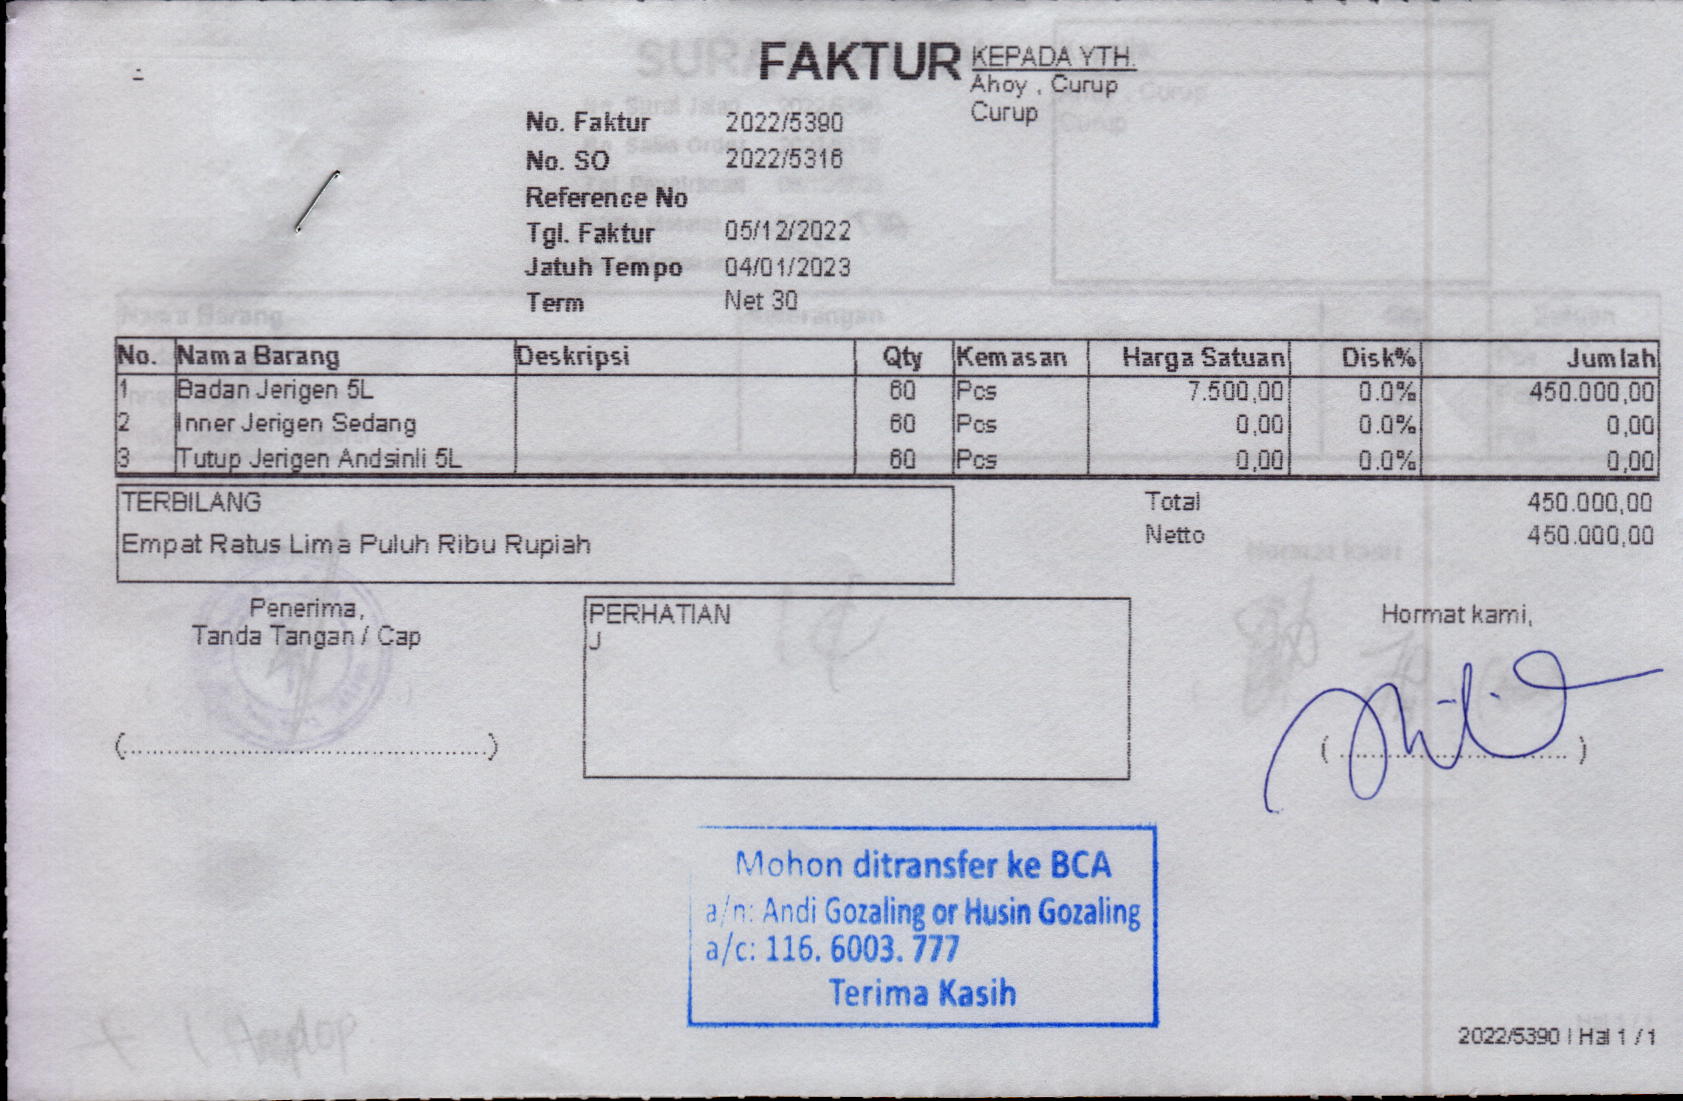 FAKTUR
KEPADA YTH.
Ahoy , Curup
Curup
No. Faktur 2022/5390
No. SO 2022/5316
Reference No
Tgl. Faktur 05/12/2022
Jatuh Tempo 04/01/2023
Term Net 30
No. Nama Barang Deskripsi Qty Kemasan Harga Satuan Disk% Jumlah
1 Badan Jerigen 5L 60 Pcs 7.500,00 0.0% 450.000,00
2 Inner Jerigen Sedang 60 Pcs 0,00 0.0% 0,00
3 Tutup Jerigen Andsinli 5L 60 Pcs 0,00 0.0% 0,00
TERBILANG
Empat Ratus Lima Puluh Ribu Rupiah
Total 450.000,00
Netto 450.000,00
Penerima,
Tanda Tangan / Cap
(...........................................)
PERHATIAN
J
Hormat kami,
(..............................)
Mohon ditransfer ke BCA
a/n: Andi Gozaling or Husin Gozaling
a/c: 116. 6003. 777
Terima Kasih
2022/5390 | Hal 1 / 1